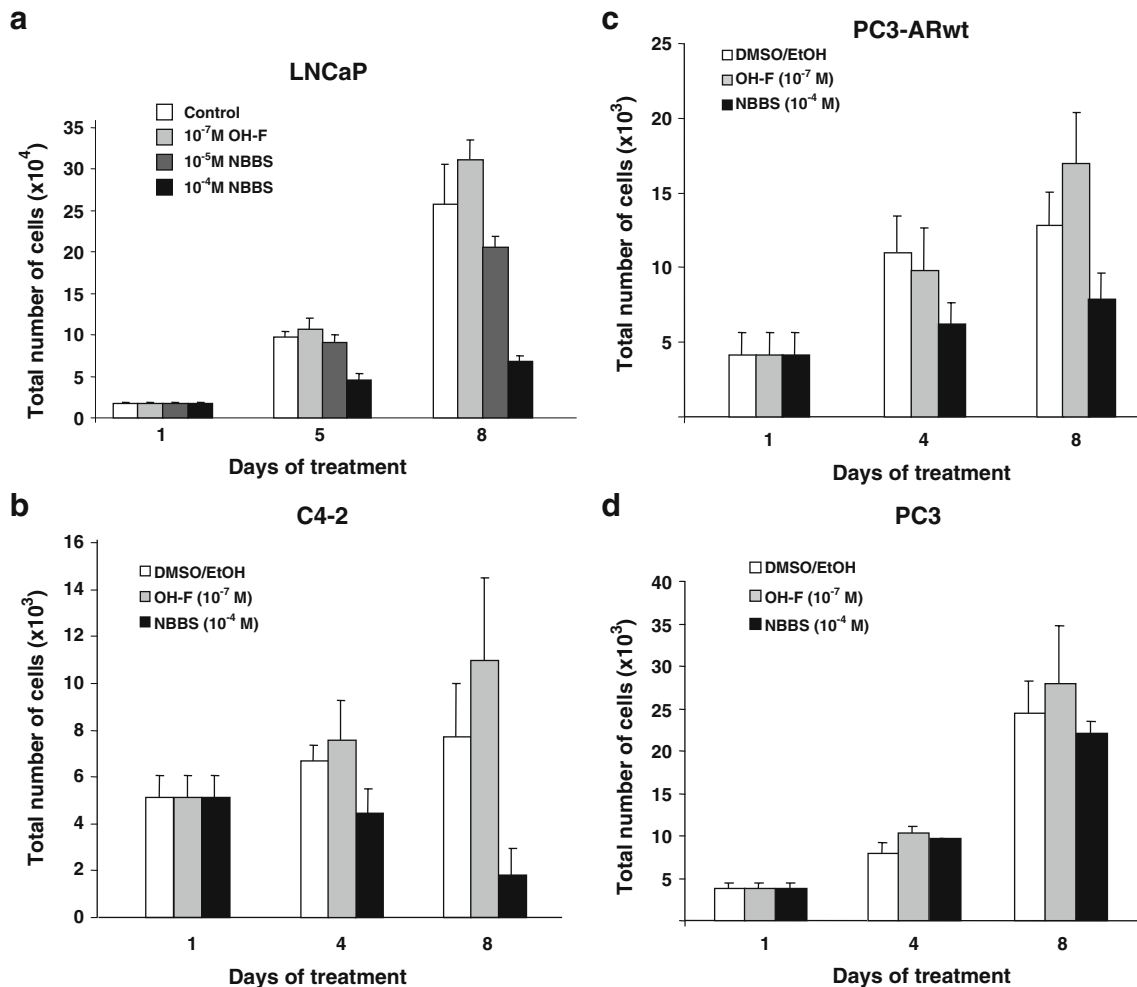 a
LNCaP
Control
10⁻⁷M OH-F
10⁻⁵M NBBS
10⁻⁴M NBBS
Total number of cells (x10⁴)
35
30
25
20
15
10
5
0
1
5
8
Days of treatment
b
C4-2
DMSO/EtOH
OH-F (10⁻⁷ M)
NBBS (10⁻⁴ M)
Total number of cells (x10³)
16
14
12
10
8
6
4
2
0
1
4
8
Days of treatment
c
PC3-ARwt
DMSO/EtOH
OH-F (10⁻⁷ M)
NBBS (10⁻⁴ M)
Total number of cells (x10³)
25
20
15
10
5
1
4
8
Days of treatment
d
PC3
DMSO/EtOH
OH-F (10⁻⁷ M)
NBBS (10⁻⁴ M)
Total number of cells (x10³)
40
35
30
25
20
15
10
5
1
4
8
Days of treatment